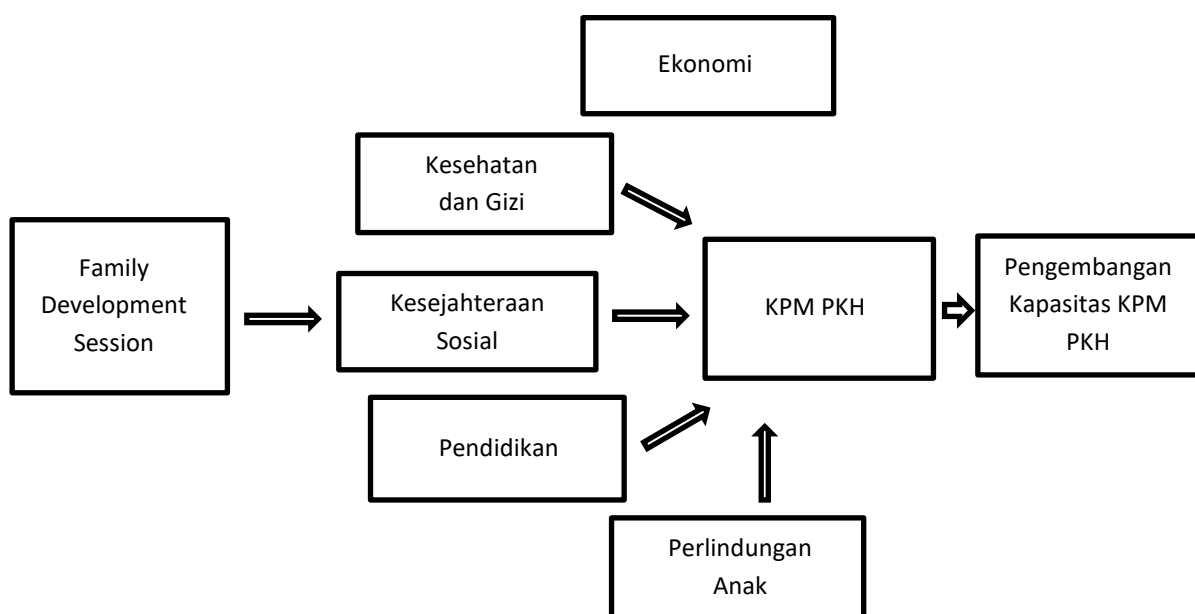 Ekonomi
Kesehatan
dan Gizi
Family
Development
Session
Kesejahteraan
Sosial
KPM PKH
Pengembangan
Kapasitas KPM
PKH
Pendidikan
Perlindungan
Anak